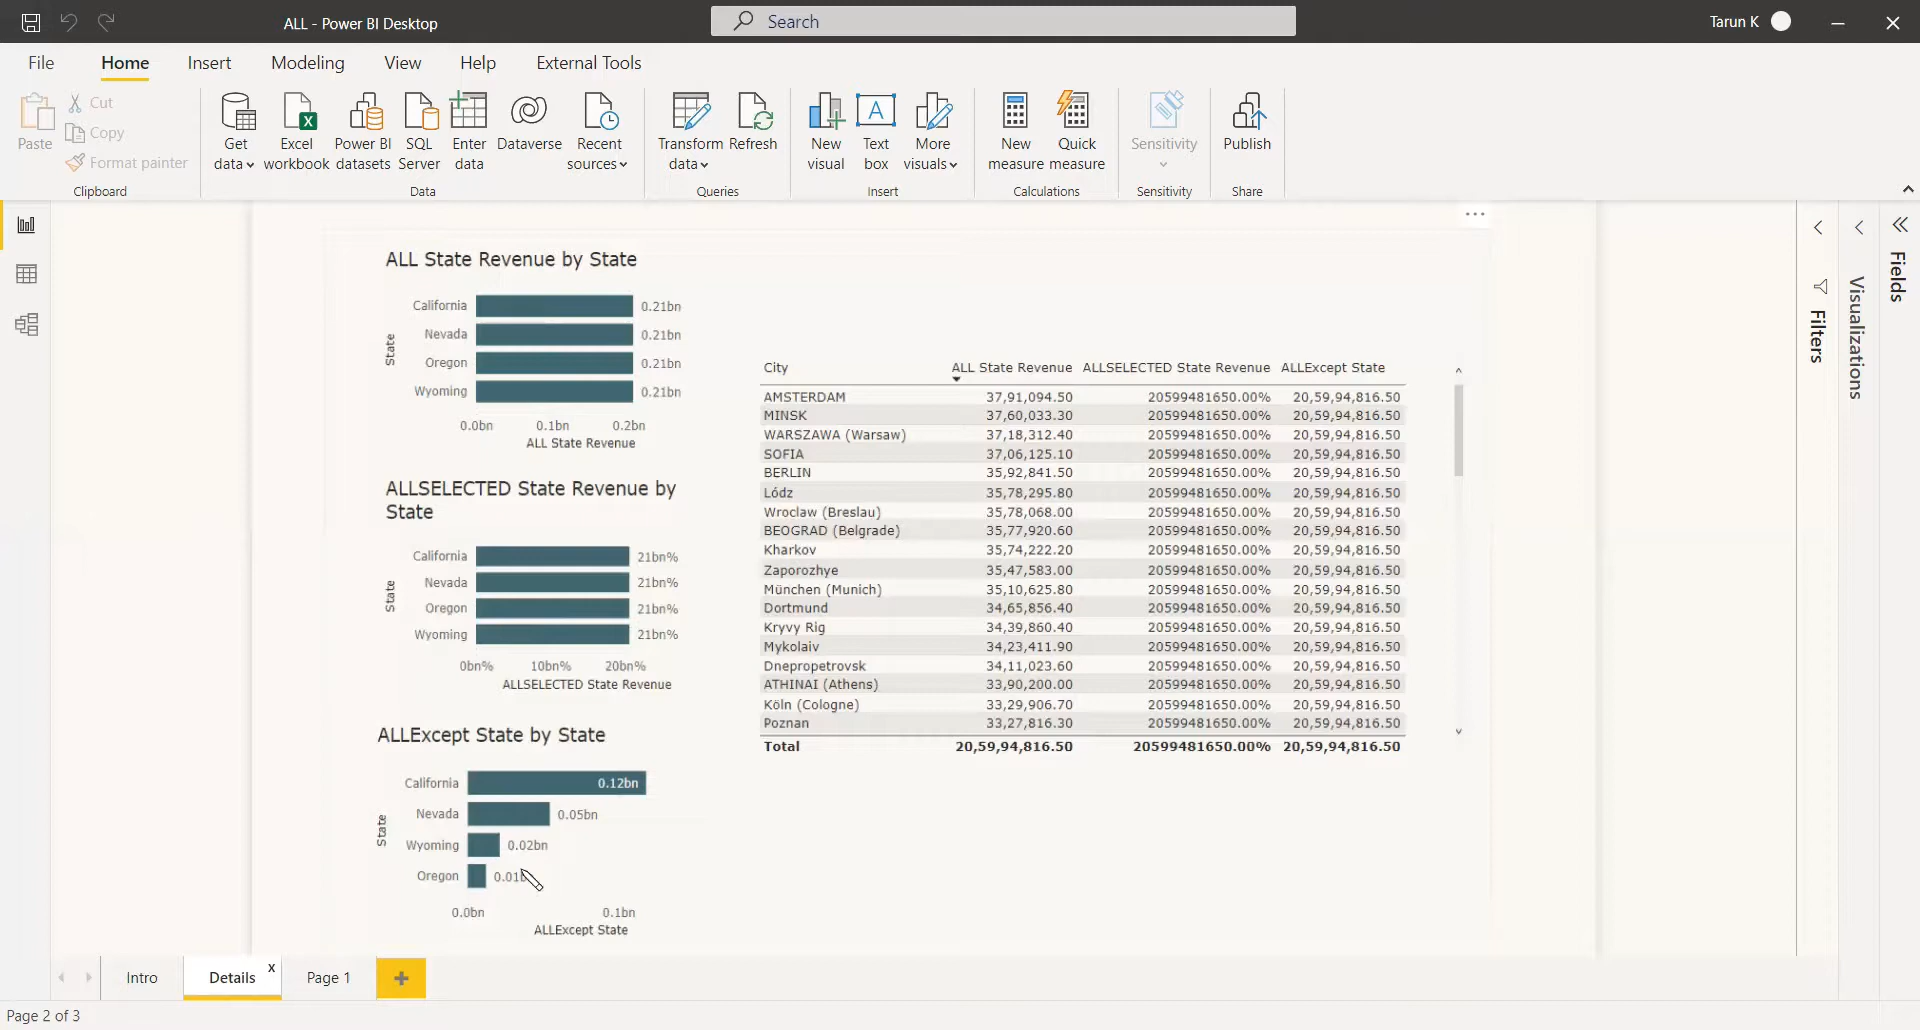 ALL - Power BI Desktop
Search
Tarun K
File Home Insert Modeling View Help External Tools
Paste
Cut
Copy
Format painter
Clipboard
Get data
Excel workbook
Power BI datasets
SQL Server
Enter data
Dataverse
Recent sources
Data
Transform data
Refresh
Queries
New visual
Text box
More visuals
Insert
New measure
Quick measure
Calculations
Sensitivity
Sensitivity
Publish
Share
ALL State Revenue by State
State
California 0.21bn
Nevada 0.21bn
Oregon 0.21bn
Wyoming 0.21bn
0.0bn 0.1bn 0.2bn
ALL State Revenue
ALLSELECTED State Revenue by
State
State
California 21bn%
Nevada 21bn%
Oregon 21bn%
Wyoming 21bn%
0bn% 10bn% 20bn%
ALLSELECTED State Revenue
ALLExcept State by State
State
California 0.12bn
Nevada 0.05bn
Wyoming 0.02bn
Oregon
0.0bn 0.1bn
ALLExcept State
City ALL State Revenue ALLSELECTED State Revenue ALLExcept State
AMSTERDAM 37,91,094.50 20599481650.00% 20,59,94,816.50
MINSK 37,60,033.30 20599481650.00% 20,59,94,816.50
WARSZAWA (Warsaw) 37,18,312.40 20599481650.00% 20,59,94,816.50
SOFIA 37,06,125.10 20599481650.00% 20,59,94,816.50
BERLIN 35,92,841.50 20599481650.00% 20,59,94,816.50
Lódz 35,78,295.80 20599481650.00% 20,59,94,816.50
Wroclaw (Breslau) 35,78,068.00 20599481650.00% 20,59,94,816.50
BEOGRAD (Belgrade) 35,77,920.60 20599481650.00% 20,59,94,816.50
Kharkov 35,74,222.20 20599481650.00% 20,59,94,816.50
Zaporozhye 35,47,583.00 20599481650.00% 20,59,94,816.50
München (Munich) 35,10,625.80 20599481650.00% 20,59,94,816.50
Dortmund 34,65,856.40 20599481650.00% 20,59,94,816.50
Kryvy Rig 34,39,860.40 20599481650.00% 20,59,94,816.50
Mykolaiv 34,23,411.90 20599481650.00% 20,59,94,816.50
Dnepropetrovsk 34,11,023.60 20599481650.00% 20,59,94,816.50
ATHINAI (Athens) 33,90,200.00 20599481650.00% 20,59,94,816.50
Köln (Cologne) 33,29,906.70 20599481650.00% 20,59,94,816.50
Poznan 33,27,816.30 20599481650.00% 20,59,94,816.50
Total 20,59,94,816.50 20599481650.00% 20,59,94,816.50
Filters
Visualizations
Fields
Intro Details x Page 1
Page 2 of 3